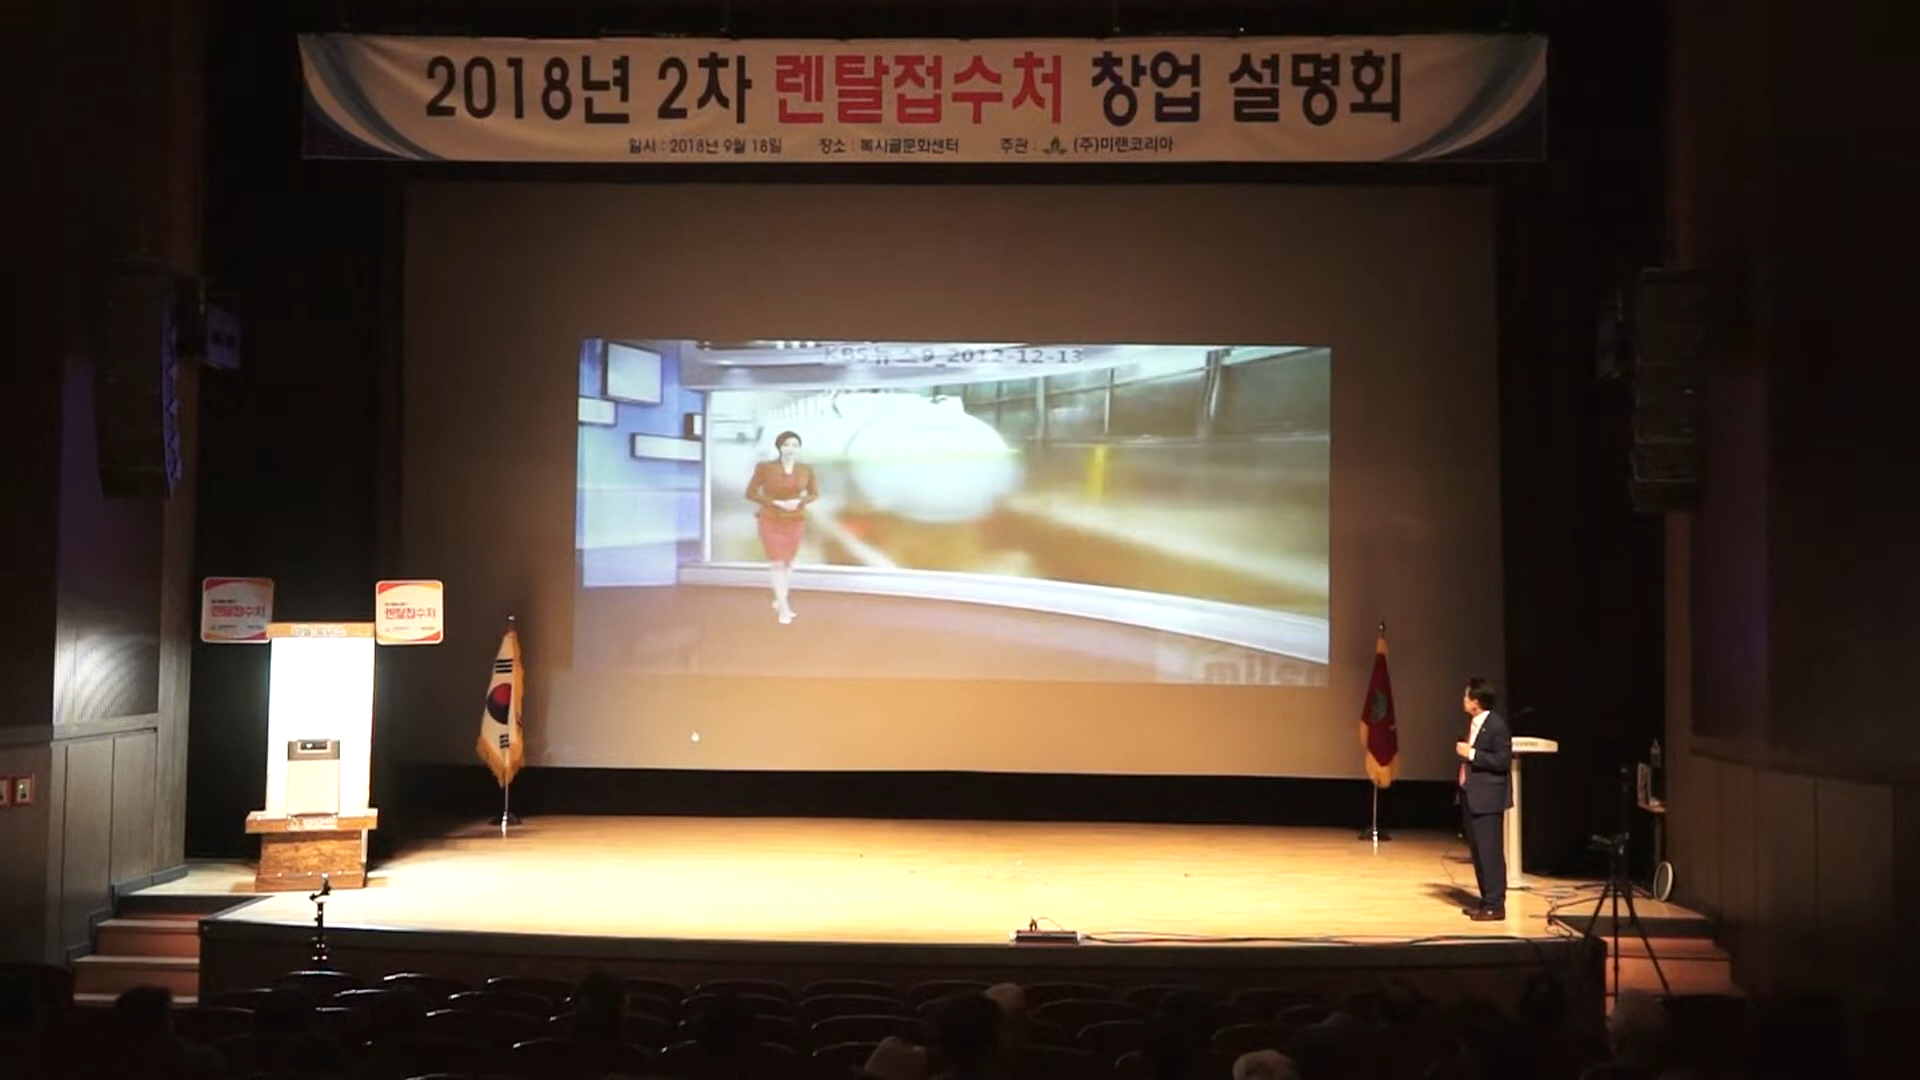 2018년 2차 렌탈접수처 창업 설명회
일시 : 2018년 9월 18일 장소 : 복사골문화센터 주관 : (주)미랜코리아
KBS뉴스9_2012-12-13
렌탈접수처
렌탈접수처